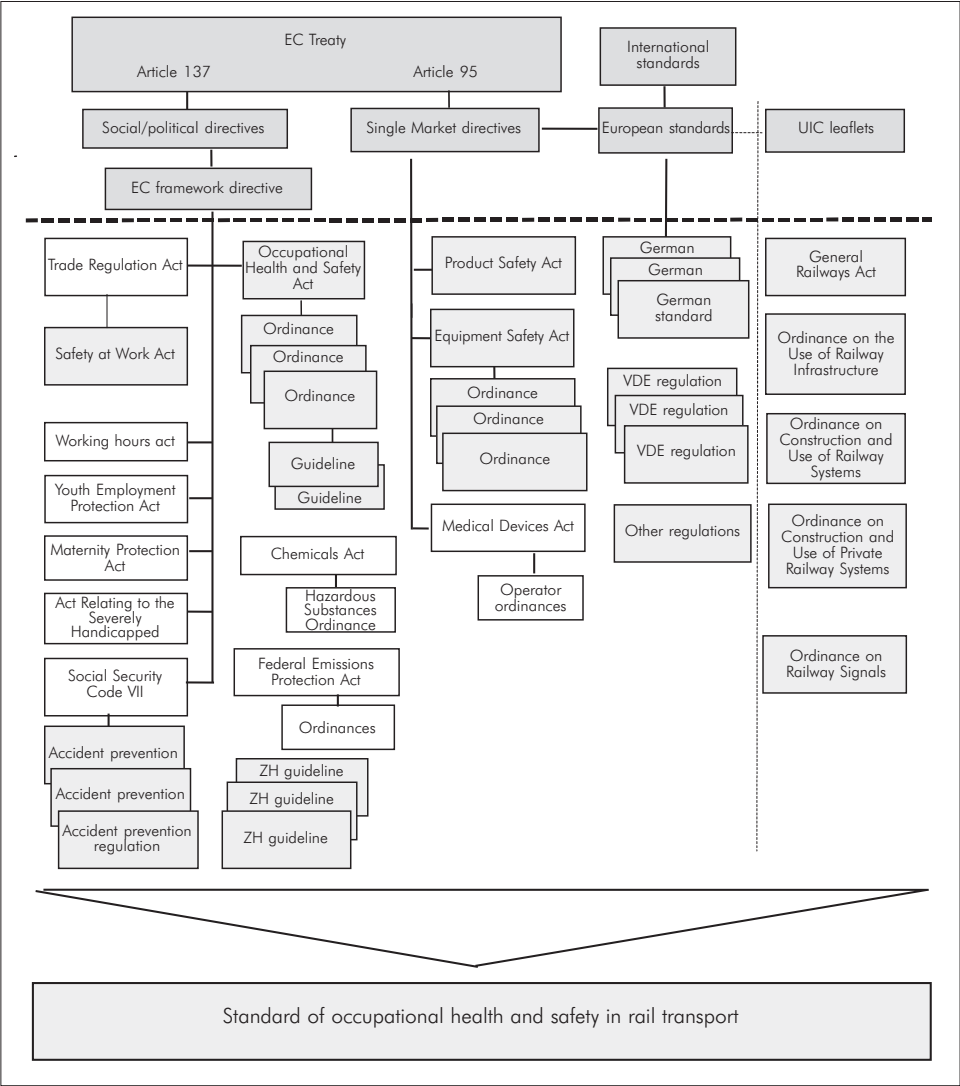 EC Treaty
Article 137
Article 95
International
standards
Social/political directives
Single Market directives
European standards
UIC leaflets
EC framework directive
Trade Regulation Act
Safety at Work Act
Working hours act
Youth Employment
Protection Act
Maternity Protection
Act
Act Relating to the
Severely
Handicapped
Social Security
Code VII
Accident prevention
Accident prevention
Accident prevention
regulation
Occupational
Health and Safety
Act
Ordinance
Ordinance
Ordinance
Guideline
Guideline
Chemicals Act
Hazardous
Substances
Ordinance
Federal Emissions
Protection Act
Ordinances
ZH guideline
ZH guideline
ZH guideline
Product Safety Act
Equipment Safety Act
Ordinance
Ordinance
Ordinance
Medical Devices Act
Operator
ordinances
German
German
German
standard
VDE regulation
VDE regulation
VDE regulation
Other regulations
General
Railways Act
Ordinance on the
Use of Railway
Infrastructure
Ordinance on
Construction and
Use of Railway
Systems
Ordinance on
Construction and
Use of Private
Railway Systems
Ordinance on
Railway Signals
Standard of occupational health and safety in rail transport